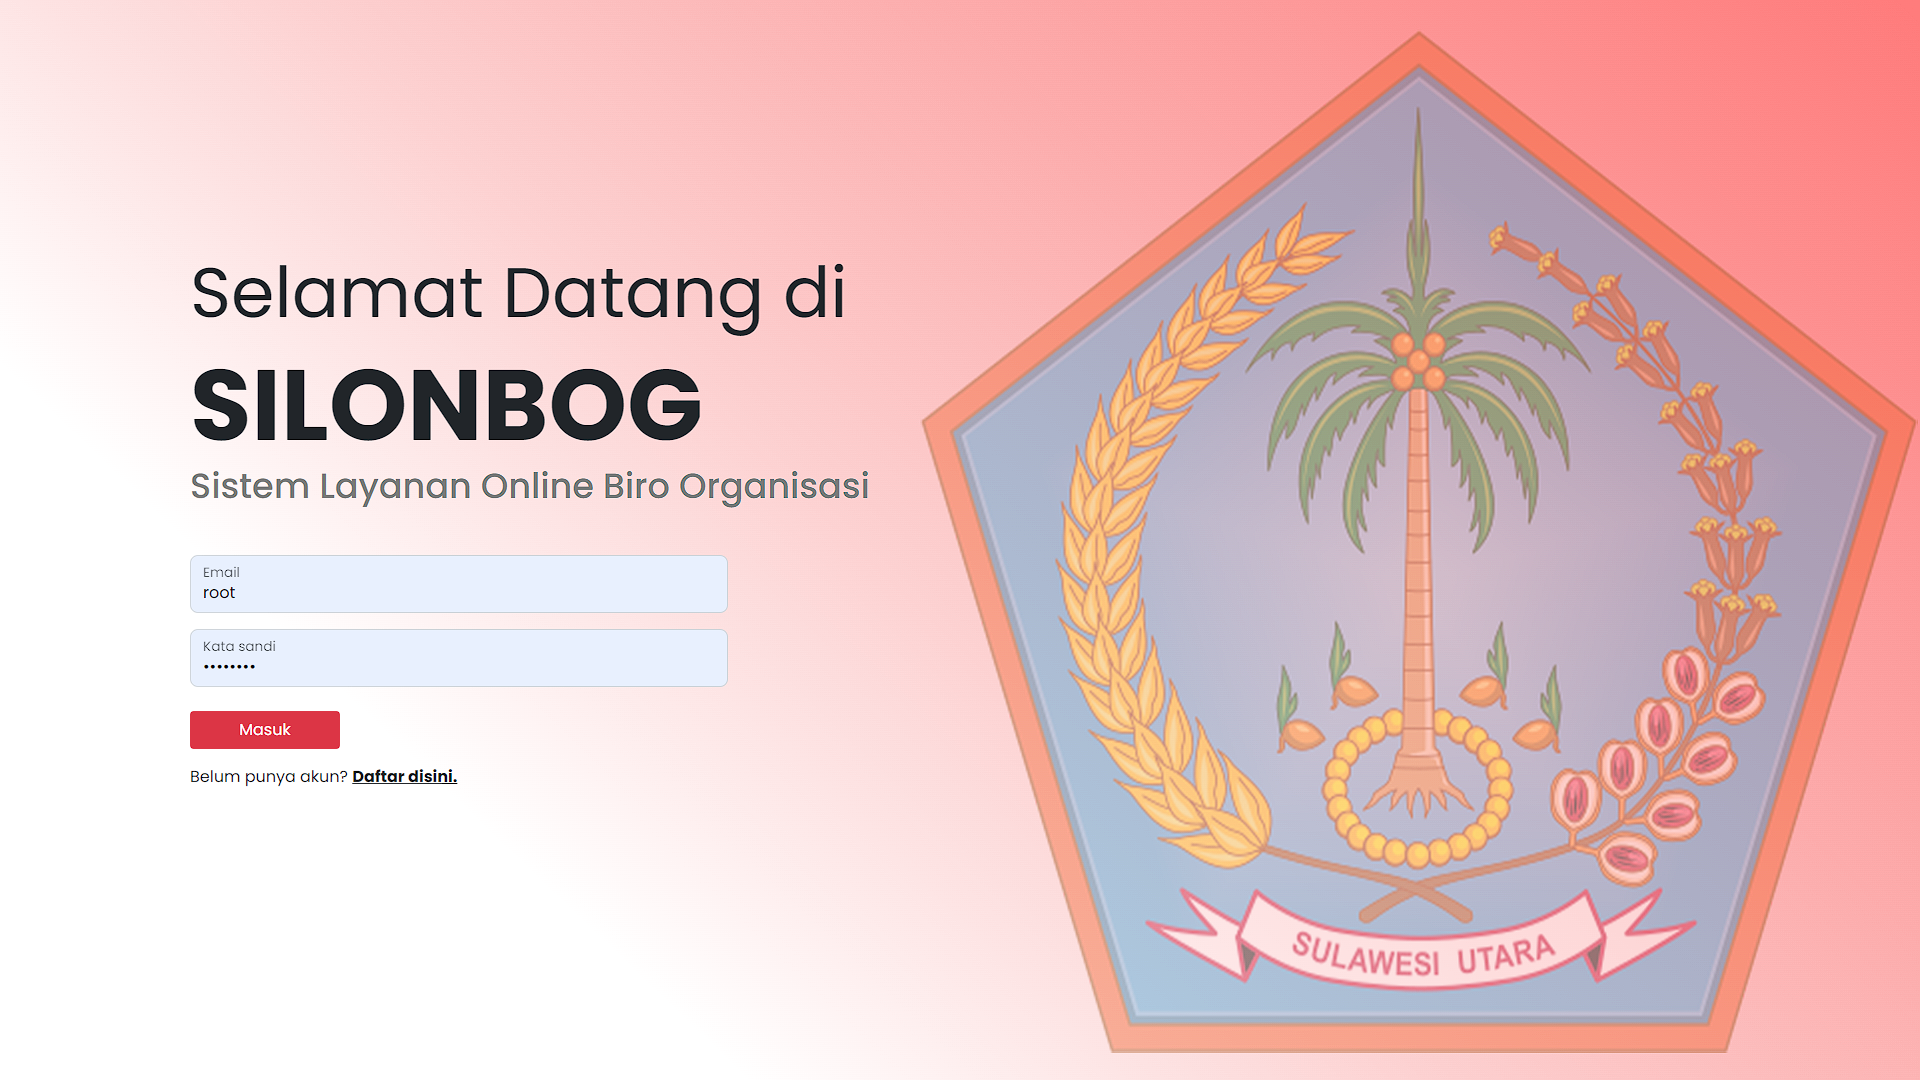 Selamat Datang di
SILONBOG
Sistem Layanan Online Biro Organisasi
Email
root
Kata sandi
••••••••
Masuk
Belum punya akun? Daftar disini.
SULAWESI UTARA